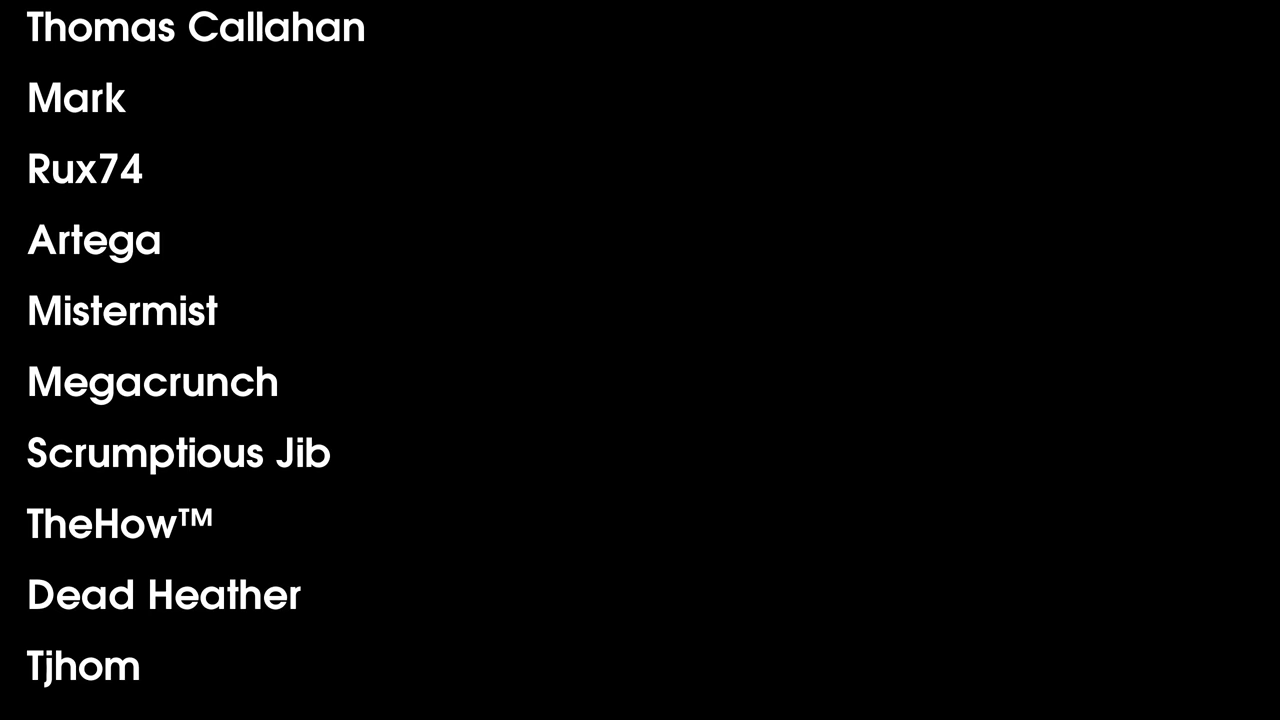 Thomas Callahan
Mark
Rux74
Artega
Mistermist
Megacrunch
Scrumptious Jib
TheHow™
Dead Heather
Tjhom